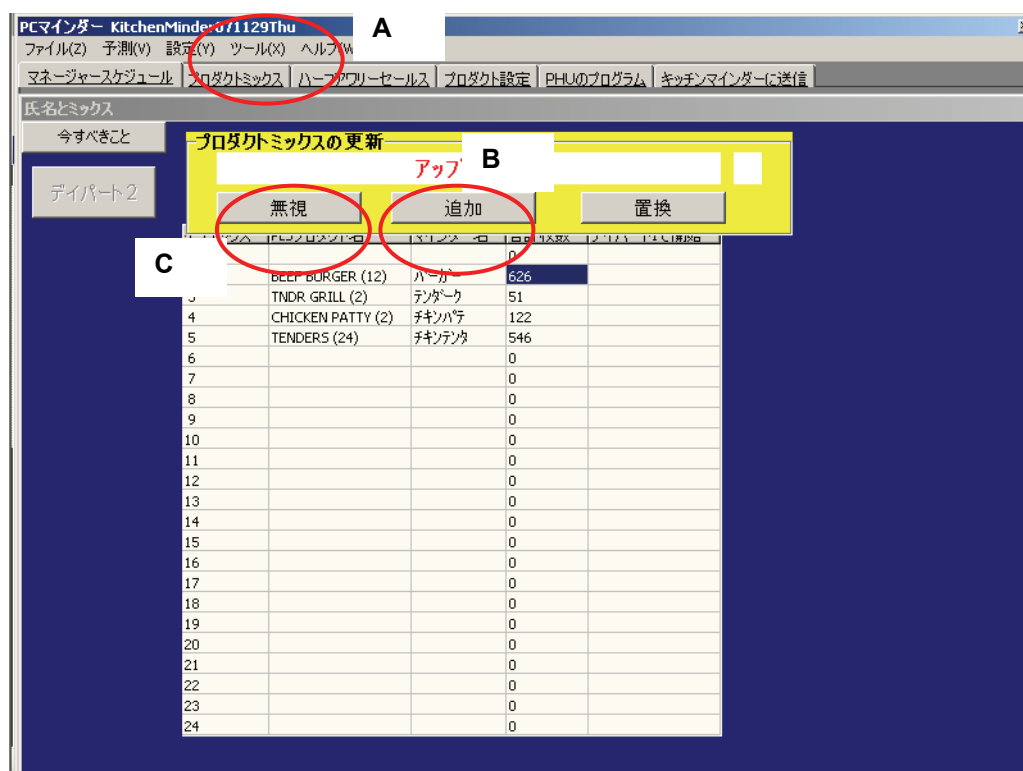 PCマインダー KitchenMinder071129Thu A
ファイル(Z) 予測(V) 設定(Y) ツール(X) ヘルプ(W
マネージャースケジュール プロダクトミックス ハーフアワリーセールス プロダクト設定 PHUのプログラム キッチンマインダーに送信
氏名とミックス
今すべきこと
プロダクトミックスの更新
アップ B
デイパート2
無視 追加 置換
C
0
BEEF BURGER (12) バーガー 626
3 TNDR GRILL (2) テンダーク 51
4 CHICKEN PATTY (2) チキンパテ 122
5 TENDERS (24) チキンテンタ 546
6 0
7 0
8 0
9 0
10 0
11 0
12 0
13 0
14 0
15 0
16 0
17 0
18 0
19 0
20 0
21 0
22 0
23 0
24 0